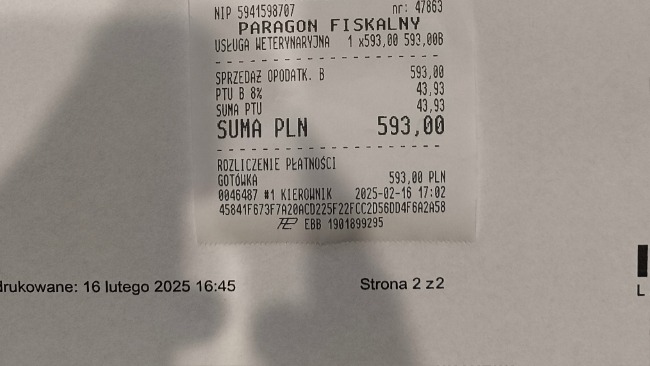 NIP 5941598707 nr: 47863
PARAGON FISKALNY
USŁUGA WETERYNARYJNA 1 x593,00 593,00B
SPRZEDAŻ OPODATK. B 593,00
PTU B 8% 43,93
SUMA PTU 43,93
SUMA PLN 593,00
ROZLICZENIE PŁATNOŚCI
GOTÓWKA 593,00 PLN
0046487 #1 KIEROWNIK 2025-02-16 17:02
45841F673F7A20ACD225F22FCC2D56DD4F6A2A58
EBB 1901899295
drukowane: 16 lutego 2025 16:45 Strona 2 z 2
L